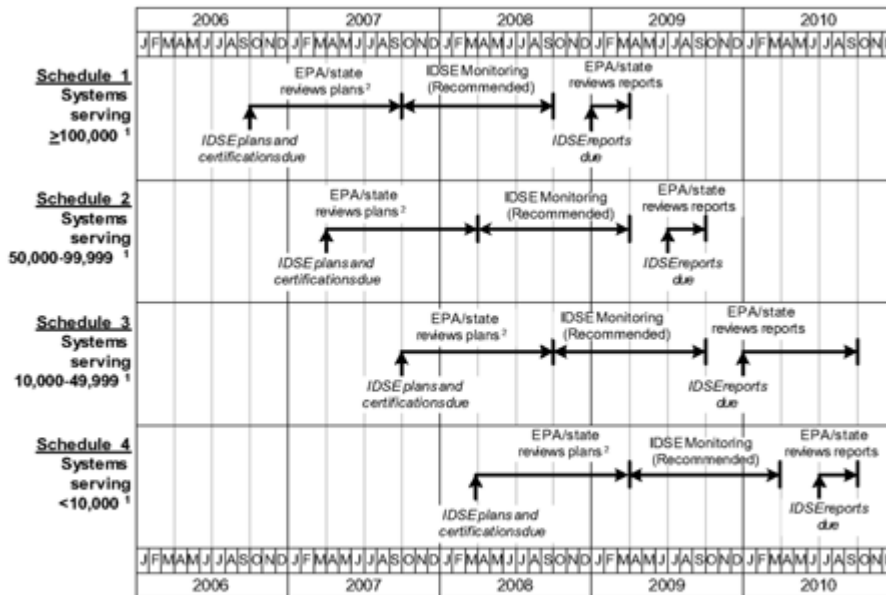 2006 2007 2008 2009 2010
J F M A M J J A S O N D J F M A M J J A S O N D J F M A M J J A S O N D J F M A M J J A S O N D J F M A M J J A S O N D
Schedule 1
Systems
serving
≥100,000 ¹
EPA/state
reviews plans ²
IDSE Monitoring
(Recommended)
EPA/state
reviews reports
IDSE plans and
certifications due
IDSE reports
due
Schedule 2
Systems
serving
50,000-99,999 ¹
EPA/state
reviews plans ²
IDSE Monitoring
(Recommended)
EPA/state
reviews reports
IDSE plans and
certifications due
IDSE reports
due
Schedule 3
Systems
serving
10,000-49,999 ¹
EPA/state
reviews plans ²
IDSE Monitoring
(Recommended)
EPA/state
reviews reports
IDSE plans and
certifications due
IDSE reports
due
Schedule 4
Systems
serving
<10,000 ¹
EPA/state
reviews plans ²
IDSE Monitoring
(Recommended)
EPA/state
reviews reports
IDSE plans and
certifications due
IDSE reports
due
J F M A M J J A S O N D J F M A M J J A S O N D J F M A M J J A S O N D J F M A M J J A S O N D J F M A M J J A S O N D
2006 2007 2008 2009 2010